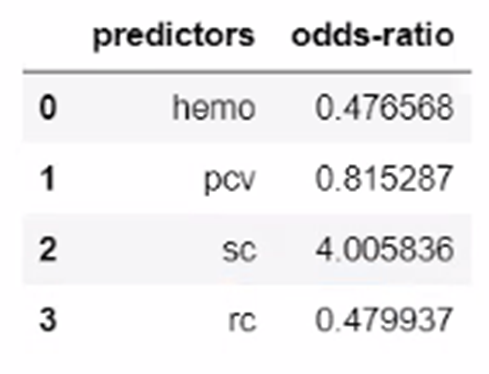 predictors odds-ratio
0 hemo 0.476568
1 pcv 0.815287
2 sc 4.005836
3 rc 0.479937